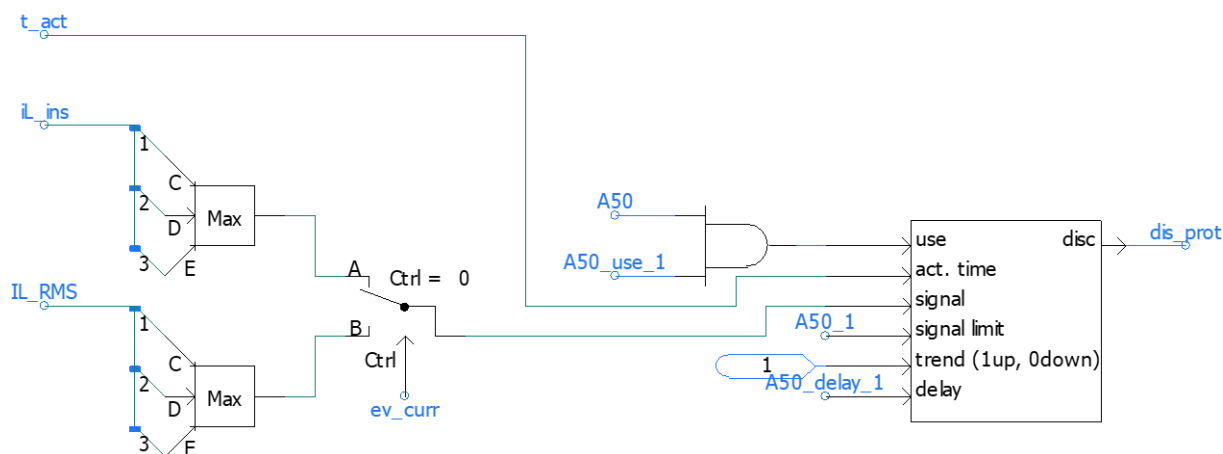 t_act
iL_ins
1
C
2
Max
D
3
E
IL_RMS
1
C
2
Max
D
3
E
A
Ctrl = 0
B
Ctrl
ev_curr
A50
A50_use_1
use
disc
dis_prot
act. time
signal
A50_1
signal limit
1
trend (1up, 0down)
A50_delay_1
delay